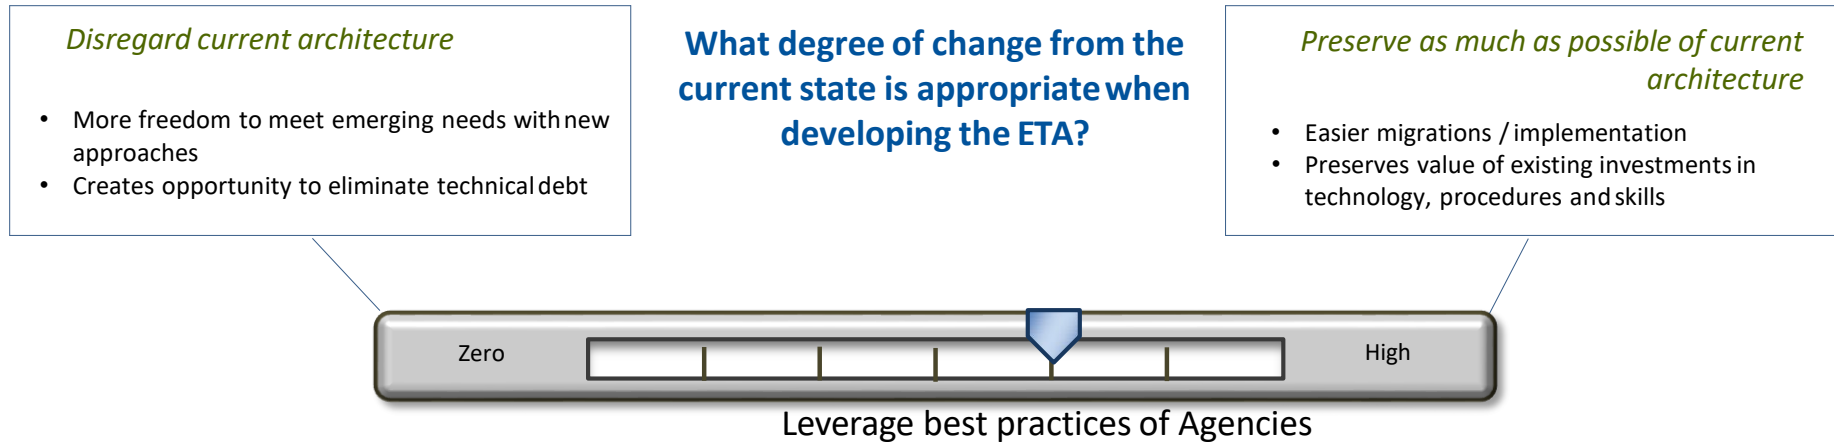 Disregard current architecture
• More freedom to meet emerging needs with new
approaches
• Creates opportunity to eliminate technical debt
What degree of change from the
current state is appropriate when
developing the ETA?
Preserve as much as possible of current
architecture
• Easier migrations / implementation
• Preserves value of existing investments in
technology, procedures and skills
Zero
High
Leverage best practices of Agencies